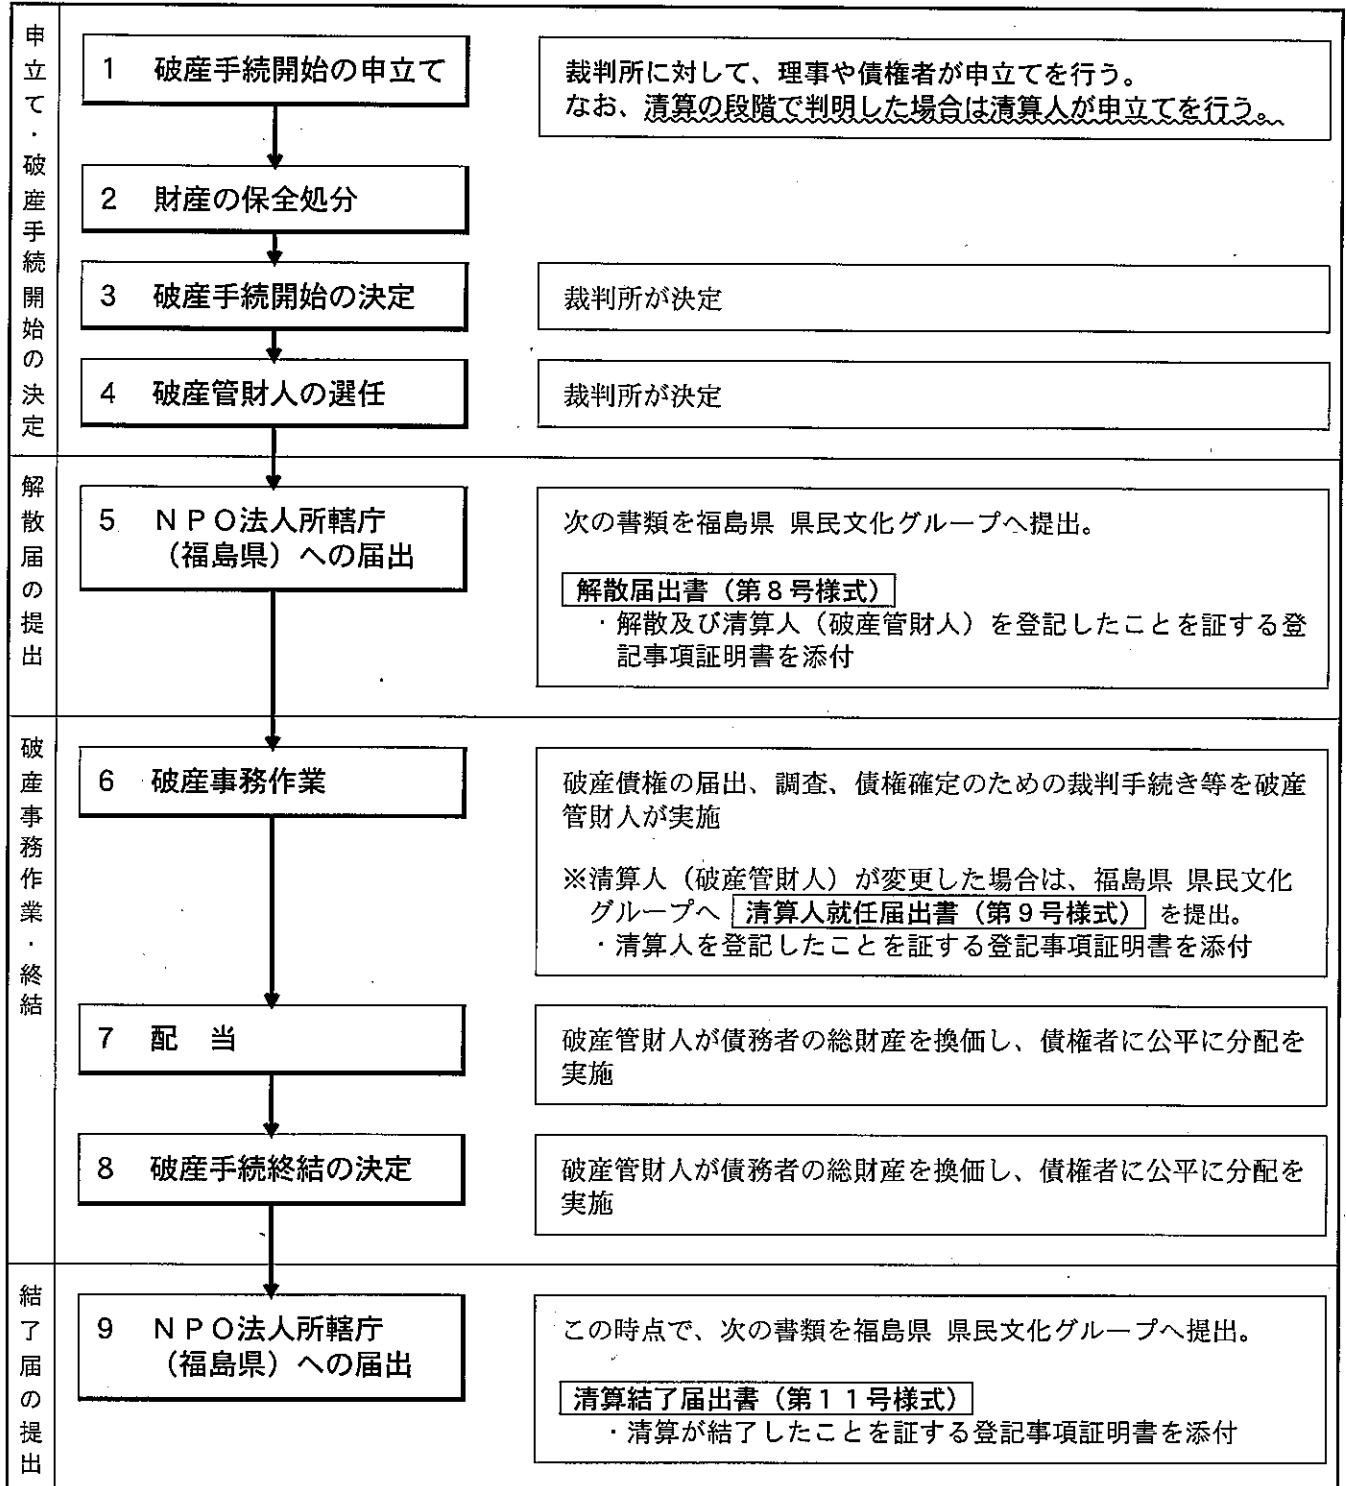 申立て・破産手続開始の決定
1 破産手続開始の申立て
裁判所に対して、理事や債権者が申立てを行う。
なお、清算の段階で判明した場合は清算人が申立てを行う。
2 財産の保全処分
3 破産手続開始の決定
裁判所が決定
4 破産管財人の選任
裁判所が決定
解散届の提出
5 NPO法人所轄庁
(福島県)への届出
次の書類を福島県 県民文化グループへ提出。
解散届出書(第8号様式)
・解散及び清算人(破産管財人)を登記したことを証する登
記事項証明書を添付
破産事務作業・終結
6 破産事務作業
破産債権の届出、調査、債権確定のための裁判手続き等を破産
管財人が実施
※清算人(破産管財人)が変更した場合は、福島県 県民文化
グループへ 清算人就任届出書(第9号様式) を提出。
・清算人を登記したことを証する登記事項証明書を添付
7 配 当
破産管財人が債務者の総財産を換価し、債権者に公平に分配を
実施
8 破産手続終結の決定
破産管財人が債務者の総財産を換価し、債権者に公平に分配を
実施
結了届の提出
9 NPO法人所轄庁
(福島県)への届出
この時点で、次の書類を福島県 県民文化グループへ提出。
清算結了届出書(第11号様式)
・清算が結了したことを証する登記事項証明書を添付